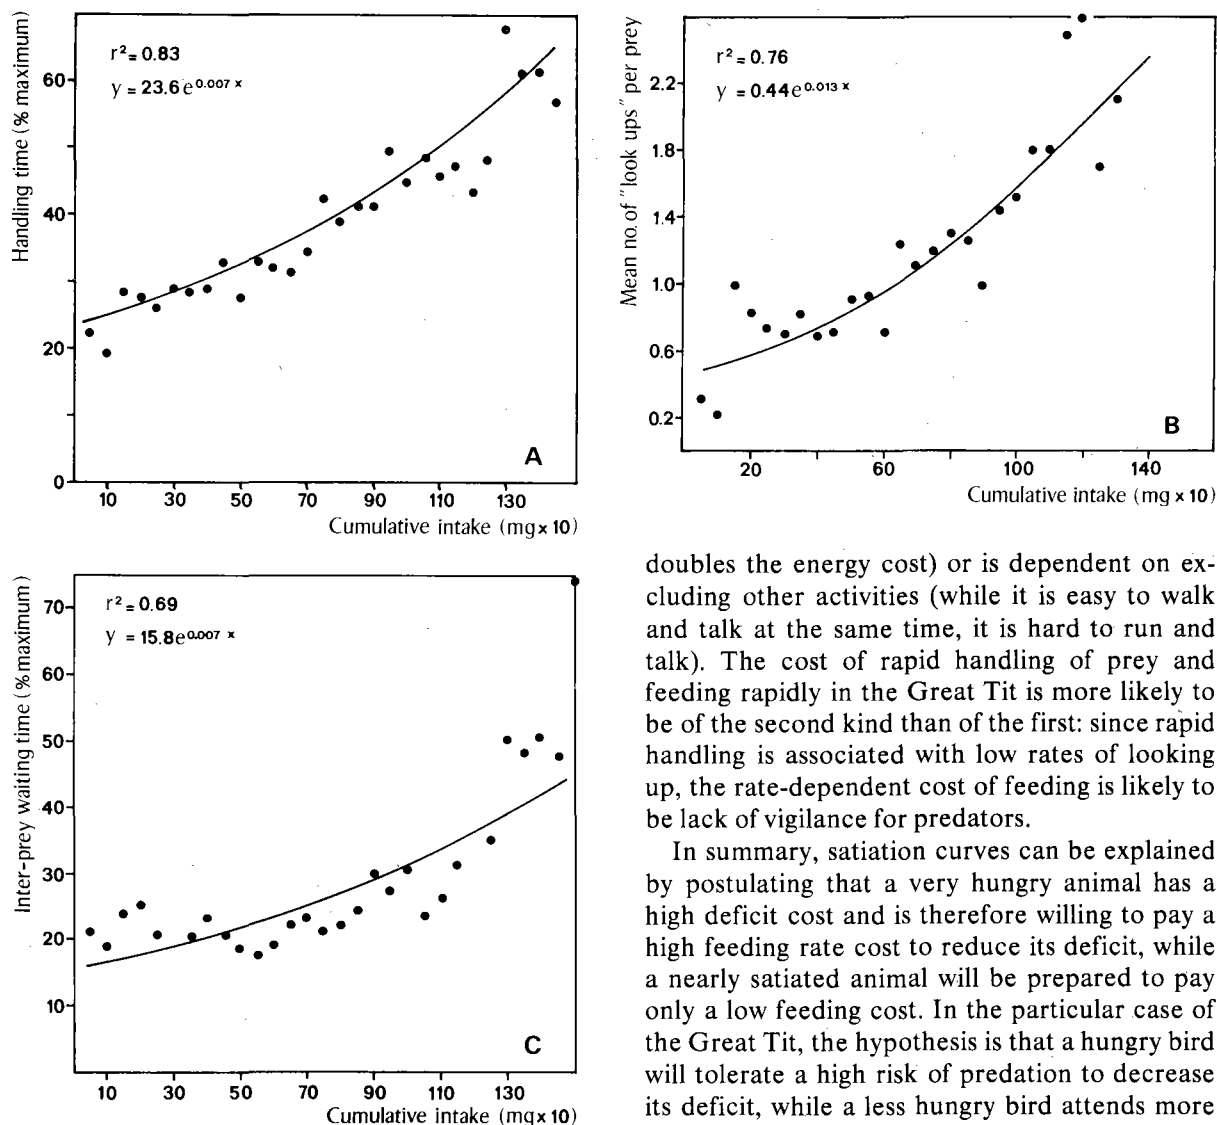 r² = 0.83
y = 23.6 e^0.007 x
Handling time (% maximum)
60
40
20
0
A
10 30 50 70 90 110 130
Cumulative intake (mg x 10)
r² = 0.76
y = 0.44 e^0.013 x
Mean no. of "look ups" per prey
2.2
1.8
1.4
1.0
0.6
0.2
B
20 60 100 140
Cumulative intake (mg x 10)
r² = 0.69
y = 15.8 e^0.007 x
Inter-prey waiting time (% maximum)
70
60
50
40
30
20
10
C
10 30 50 70 90 110 130
Cumulative intake (mg x 10)
doubles the energy cost) or is dependent on ex-
cluding other activities (while it is easy to walk
and talk at the same time, it is hard to run and
talk). The cost of rapid handling of prey and
feeding rapidly in the Great Tit is more likely to
be of the second kind than of the first: since rapid
handling is associated with low rates of looking
up, the rate-dependent cost of feeding is likely to
be lack of vigilance for predators.
In summary, satiation curves can be explained
by postulating that a very hungry animal has a
high deficit cost and is therefore willing to pay a
high feeding rate cost to reduce its deficit, while
a nearly satiated animal will be prepared to pay
only a low feeding cost. In the particular case of
the Great Tit, the hypothesis is that a hungry bird
will tolerate a high risk of predation to decrease
its deficit, while a less hungry bird attends more